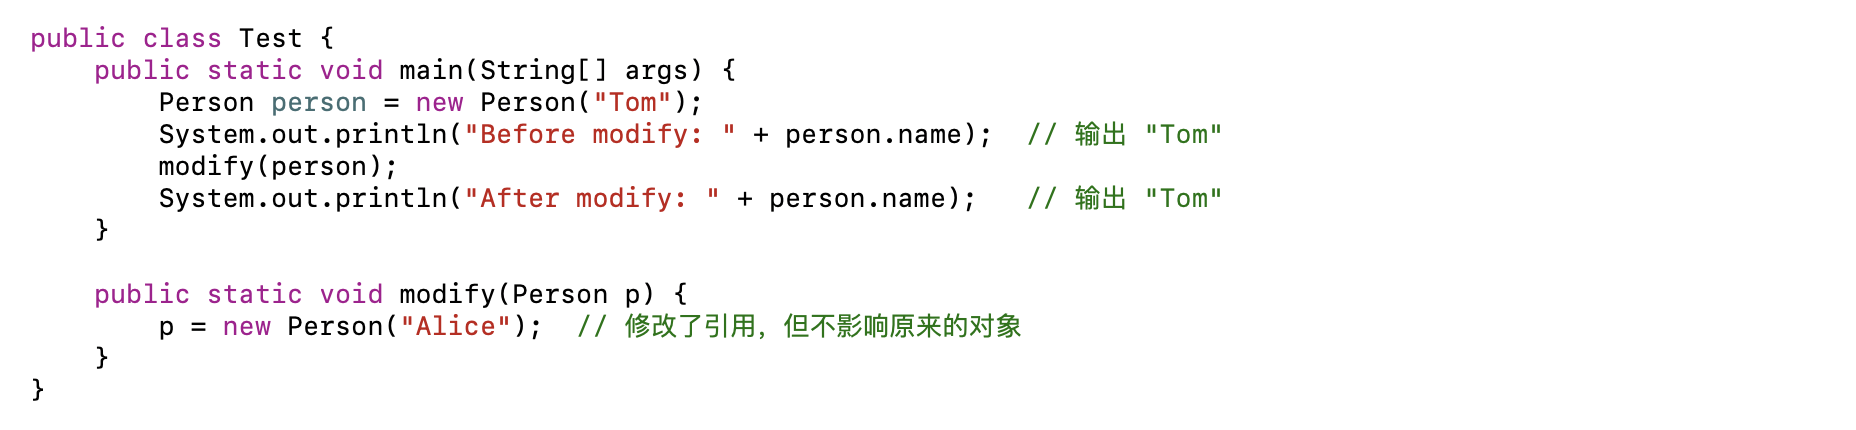 public class Test {
    public static void main(String[] args) {
        Person person = new Person("Tom");
        System.out.println("Before modify: " + person.name);  // 输出 "Tom"
        modify(person);
        System.out.println("After modify: " + person.name);   // 输出 "Tom"
    }

    public static void modify(Person p) {
        p = new Person("Alice");  // 修改了引用，但不影响原来的对象
    }
}